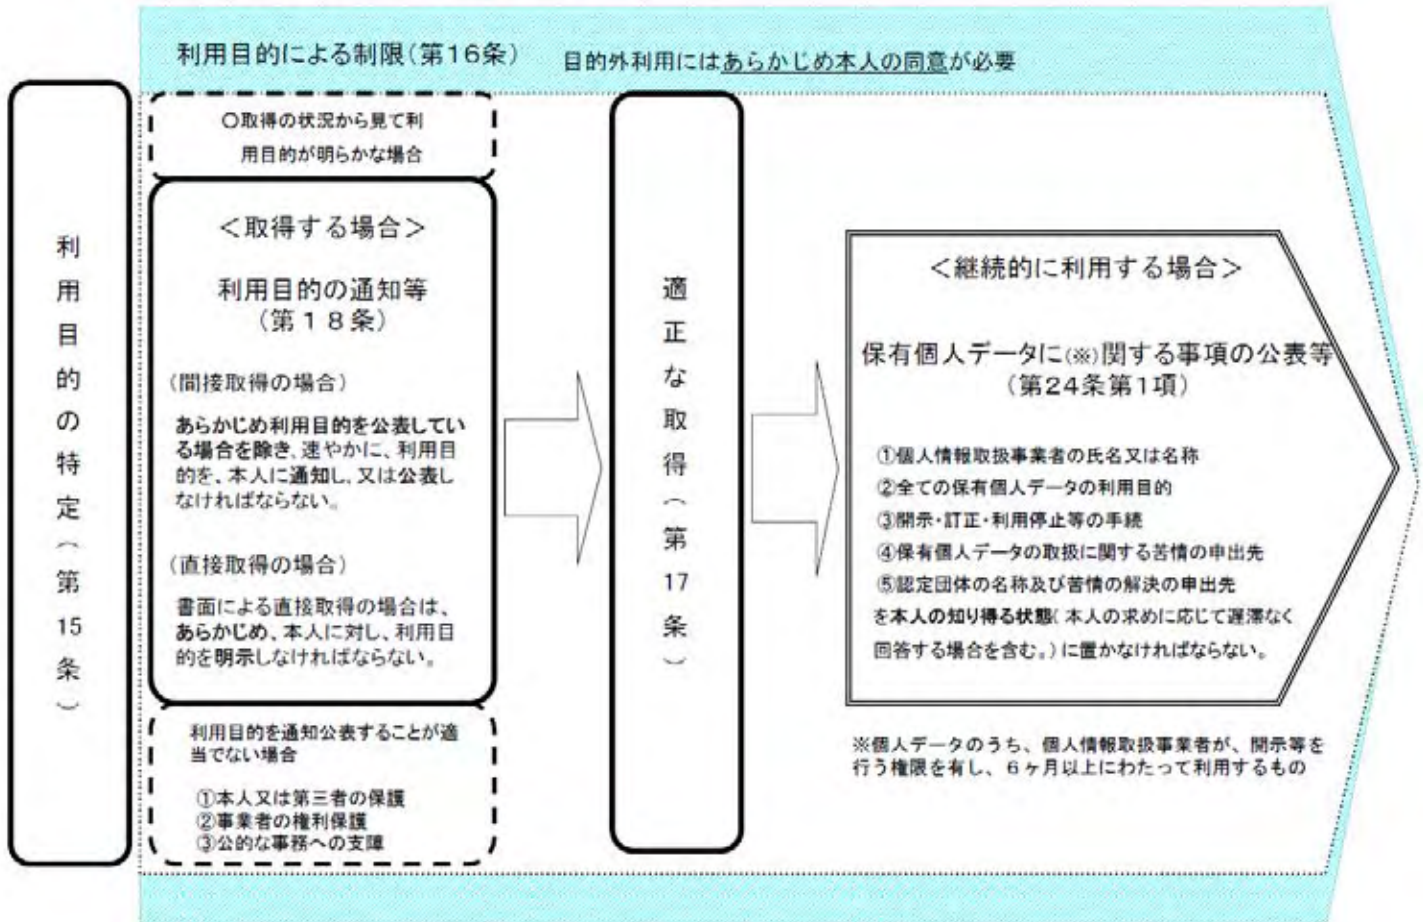 利用目的による制限(第16条)　目的外利用にはあらかじめ本人の同意が必要
利用目的の特定(第15条)
○取得の状況から見て利
用目的が明らかな場合
＜取得する場合＞
利用目的の通知等
(第１８条)
(間接取得の場合)
あらかじめ利用目的を公表してい
る場合を除き、速やかに、利用目
的を、本人に通知し、又は公表し
なければならない。
(直接取得の場合)
書面による直接取得の場合は、
あらかじめ、本人に対し、利用目
的を明示しなければならない。
利用目的を通知公表することが適
当でない場合
①本人又は第三者の保護
②事業者の権利保護
③公的な事務への支障
適正な取得(第17条)
＜継続的に利用する場合＞
保有個人データに(※)関する事項の公表等
(第24条第１項)
①個人情報取扱事業者の氏名又は名称
②全ての保有個人データの利用目的
③開示・訂正・利用停止等の手続
④保有個人データの取扱に関する苦情の申出先
⑤認定団体の名称及び苦情の解決の申出先
を本人の知り得る状態(本人の求めに応じて遅滞なく
回答する場合を含む。)に置かなければならない。
※個人データのうち、個人情報取扱事業者が、開示等を
行う権限を有し、６ヶ月以上にわたって利用するもの